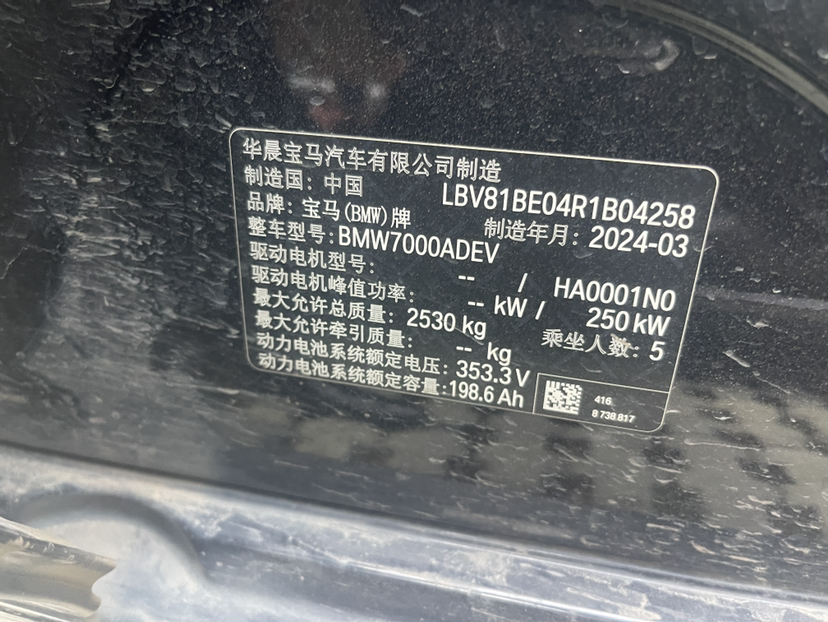 华晨宝马汽车有限公司制造
制造国：中国 LBV81BE04R1B04258
品牌：宝马(BMW)牌 制造年月：2024-03
整车型号:BMW7000ADEV
驱动电机型号： -- / HA0001N0
驱动电机峰值功率： -- kW / 250 kW
最大允许总质量：2530 kg 乘坐人数：5
最大允许牵引质量： -- kg
动力电池系统额定电压：353.3 V
动力电池系统额定容量:198.6 Ah
416
8 738 817